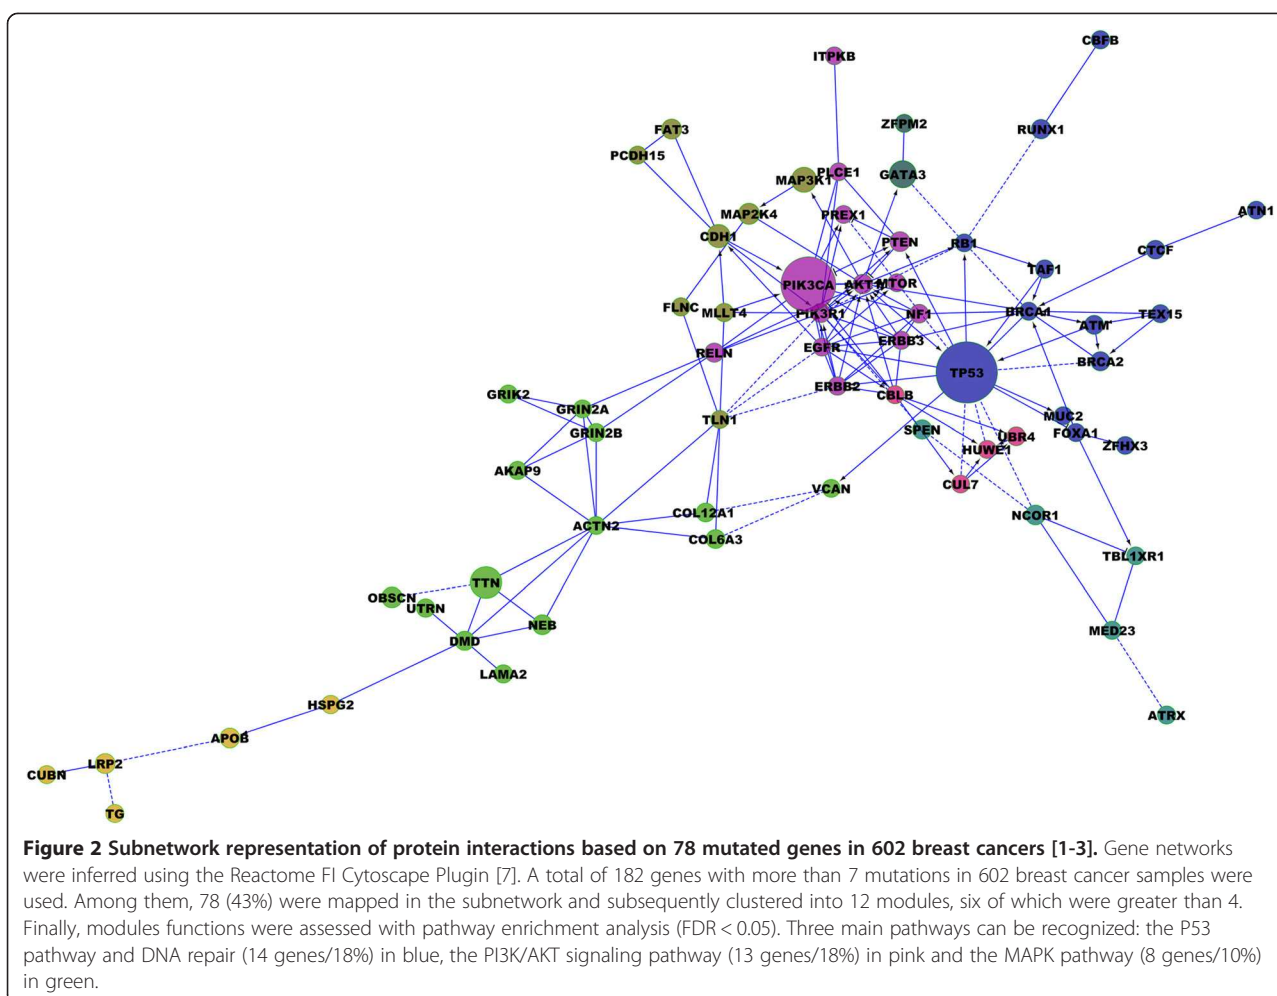 CBFB
ITPKB
ZFPM2
RUNX1
FAT3
PCDH15
PLCE1
GATA3
MAP3K1
ATN1
MAP2K4
PREX1
CDH1
PTEN
RB1
CTCF
TAF1
PIK3CA
AKT1
MTOR
FLNC
MLLT4
PIK3R1
NF1
BRCA1
ATM
TEX15
RELN
EGFR
ERBB3
BRCA2
TP53
ERBB2
CBLB
GRIK2
GRIN2A
TLN1
MUC2
GRIN2B
SPEN
FOXA1
UBR4
ZFHX3
HUWE1
AKAP9
CUL7
VCAN
COL12A1
NCOR1
ACTN2
COL6A3
TBL1XR1
TTN
OBSCN
UTRN
NEB
MED23
DMD
LAMA2
HSPG2
ATRX
APOB
LRP2
CUBN
TG
Figure 2 Subnetwork representation of protein interactions based on 78 mutated genes in 602 breast cancers [1-3]. Gene networks
were inferred using the Reactome FI Cytoscape Plugin [7]. A total of 182 genes with more than 7 mutations in 602 breast cancer samples were
used. Among them, 78 (43%) were mapped in the subnetwork and subsequently clustered into 12 modules, six of which were greater than 4.
Finally, modules functions were assessed with pathway enrichment analysis (FDR < 0.05). Three main pathways can be recognized: the P53
pathway and DNA repair (14 genes/18%) in blue, the PI3K/AKT signaling pathway (13 genes/18%) in pink and the MAPK pathway (8 genes/10%)
in green.